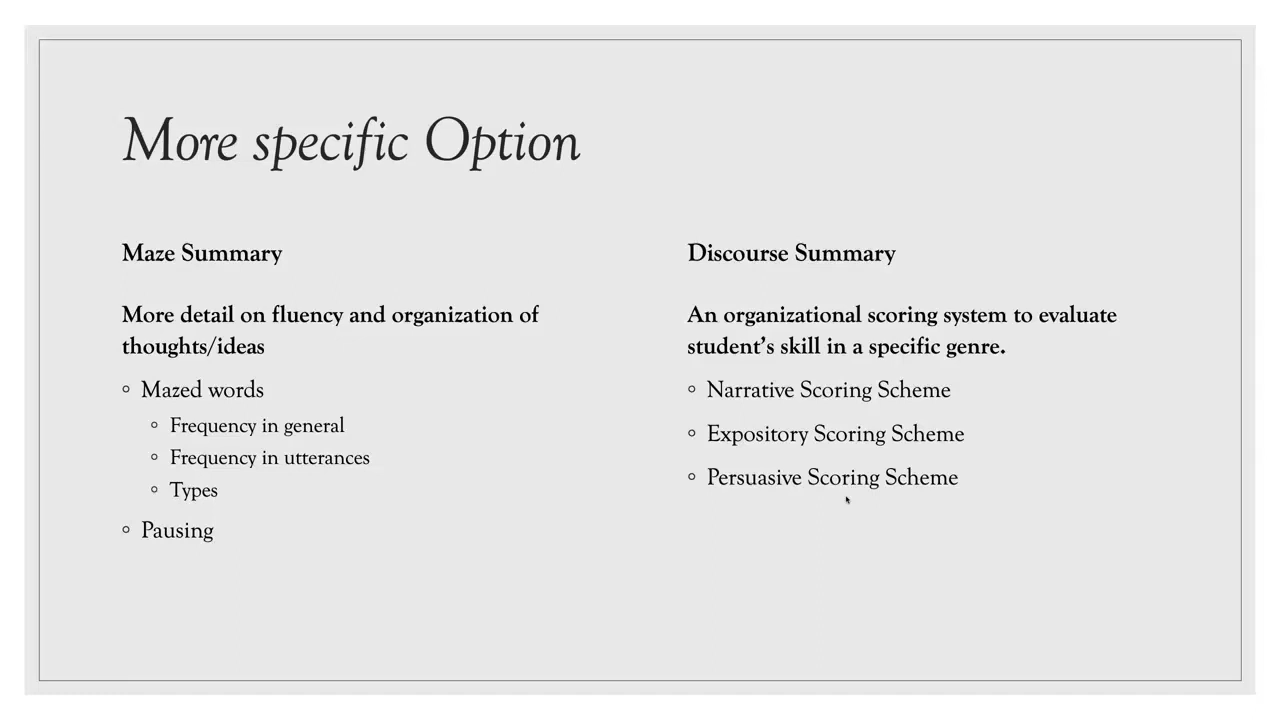 More specific Option
Maze Summary
More detail on fluency and organization of
thoughts/ideas
Mazed words
Frequency in general
Frequency in utterances
Types
Pausing
Discourse Summary
An organizational scoring system to evaluate
student’s skill in a specific genre.
Narrative Scoring Scheme
Expository Scoring Scheme
Persuasive Scoring Scheme